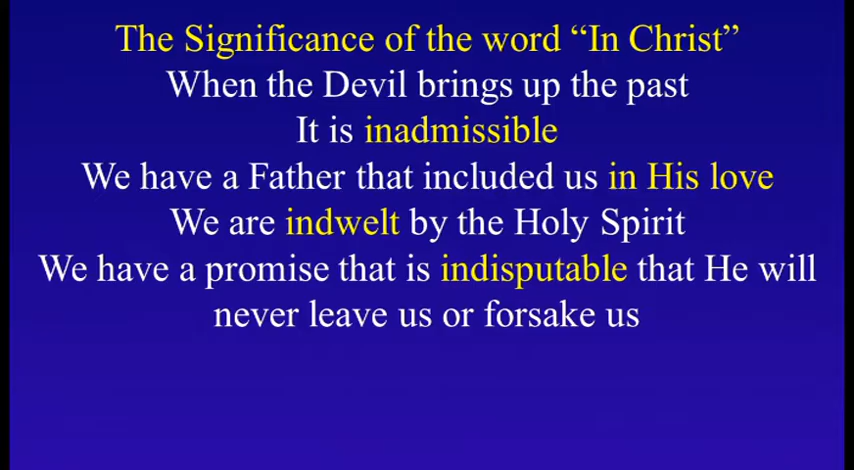 The Significance of the word “In Christ”
When the Devil brings up the past
It is inadmissible
We have a Father that included us in His love
We are indwelt by the Holy Spirit
We have a promise that is indisputable that He will
never leave us or forsake us